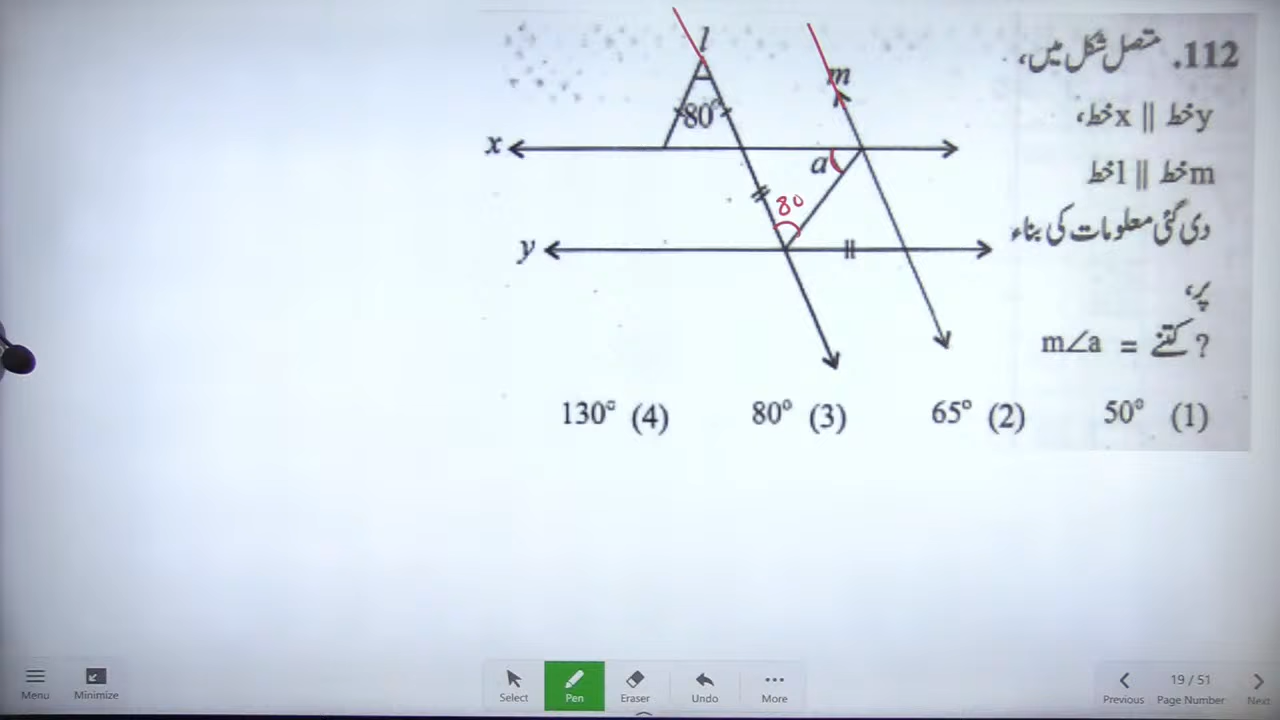 112. متصل شکل میں،
خط y || خط x،
خط m || خط l
دی گئی معلومات کی بناء
پر،
m∠a = کتنے ?
(1) 50° (2) 65° (3) 80° (4) 130°
l
m
80°
x
a
80
y
Menu
Minimize
Select
Pen
Eraser
Undo
More
Previous
19 / 51
Page Number
Next